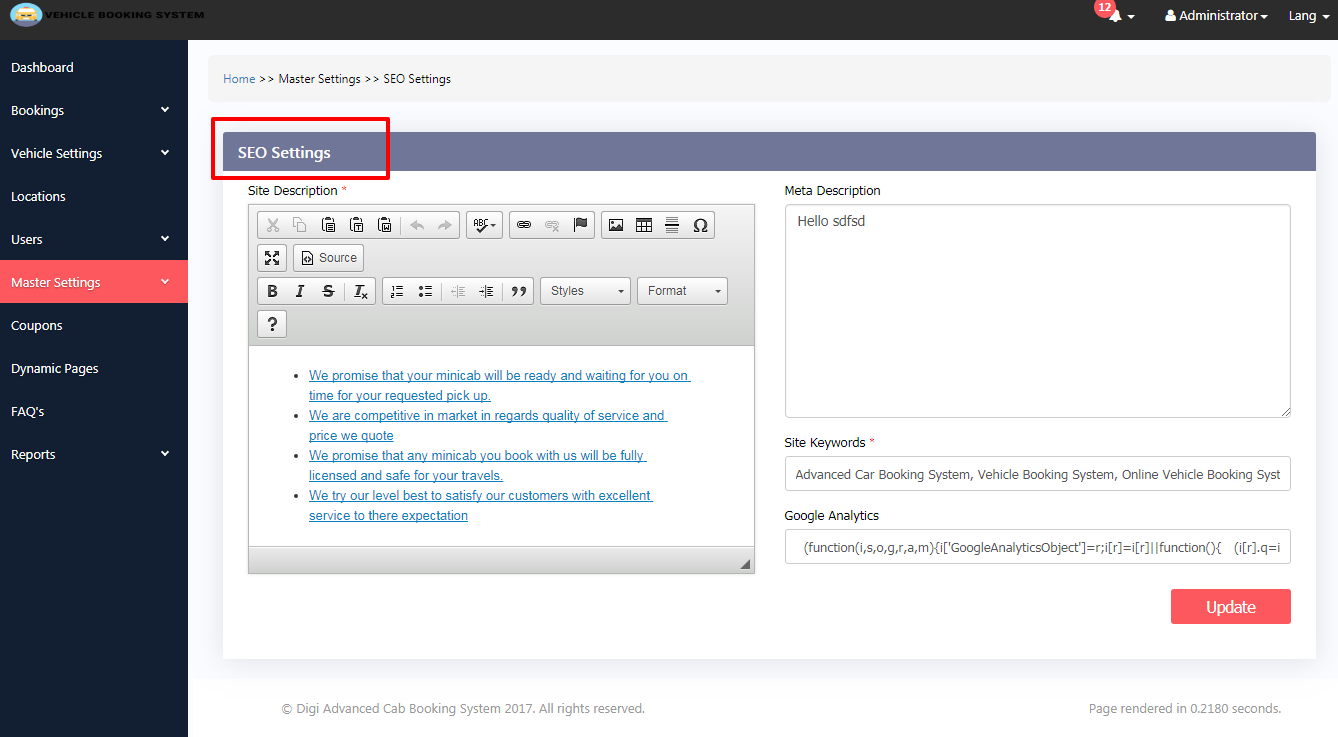 VEHICLE BOOKING SYSTEM
12
Administrator
Lang
Dashboard
Bookings
Vehicle Settings
Locations
Users
Master Settings
Coupons
Dynamic Pages
FAQ's
Reports
Home >> Master Settings >> SEO Settings
SEO Settings
Site Description *
ABC
Ω
Source
B I S Tx
Styles
Format
?
We promise that your minicab will be ready and waiting for you on
time for your requested pick up.
We are competitive in market in regards quality of service and
price we quote
We promise that any minicab you book with us will be fully
licensed and safe for your travels.
We try our level best to satisfy our customers with excellent
service to there expectation
Meta Description
Hello sdfsd
Site Keywords *
Advanced Car Booking System, Vehicle Booking System, Online Vehicle Booking Syst
Google Analytics
(function(i,s,o,g,r,a,m){i['GoogleAnalyticsObject']=r;i[r]=i[r]||function(){ (i[r].q=i
Update
© Digi Advanced Cab Booking System 2017. All rights reserved.
Page rendered in 0.2180 seconds.